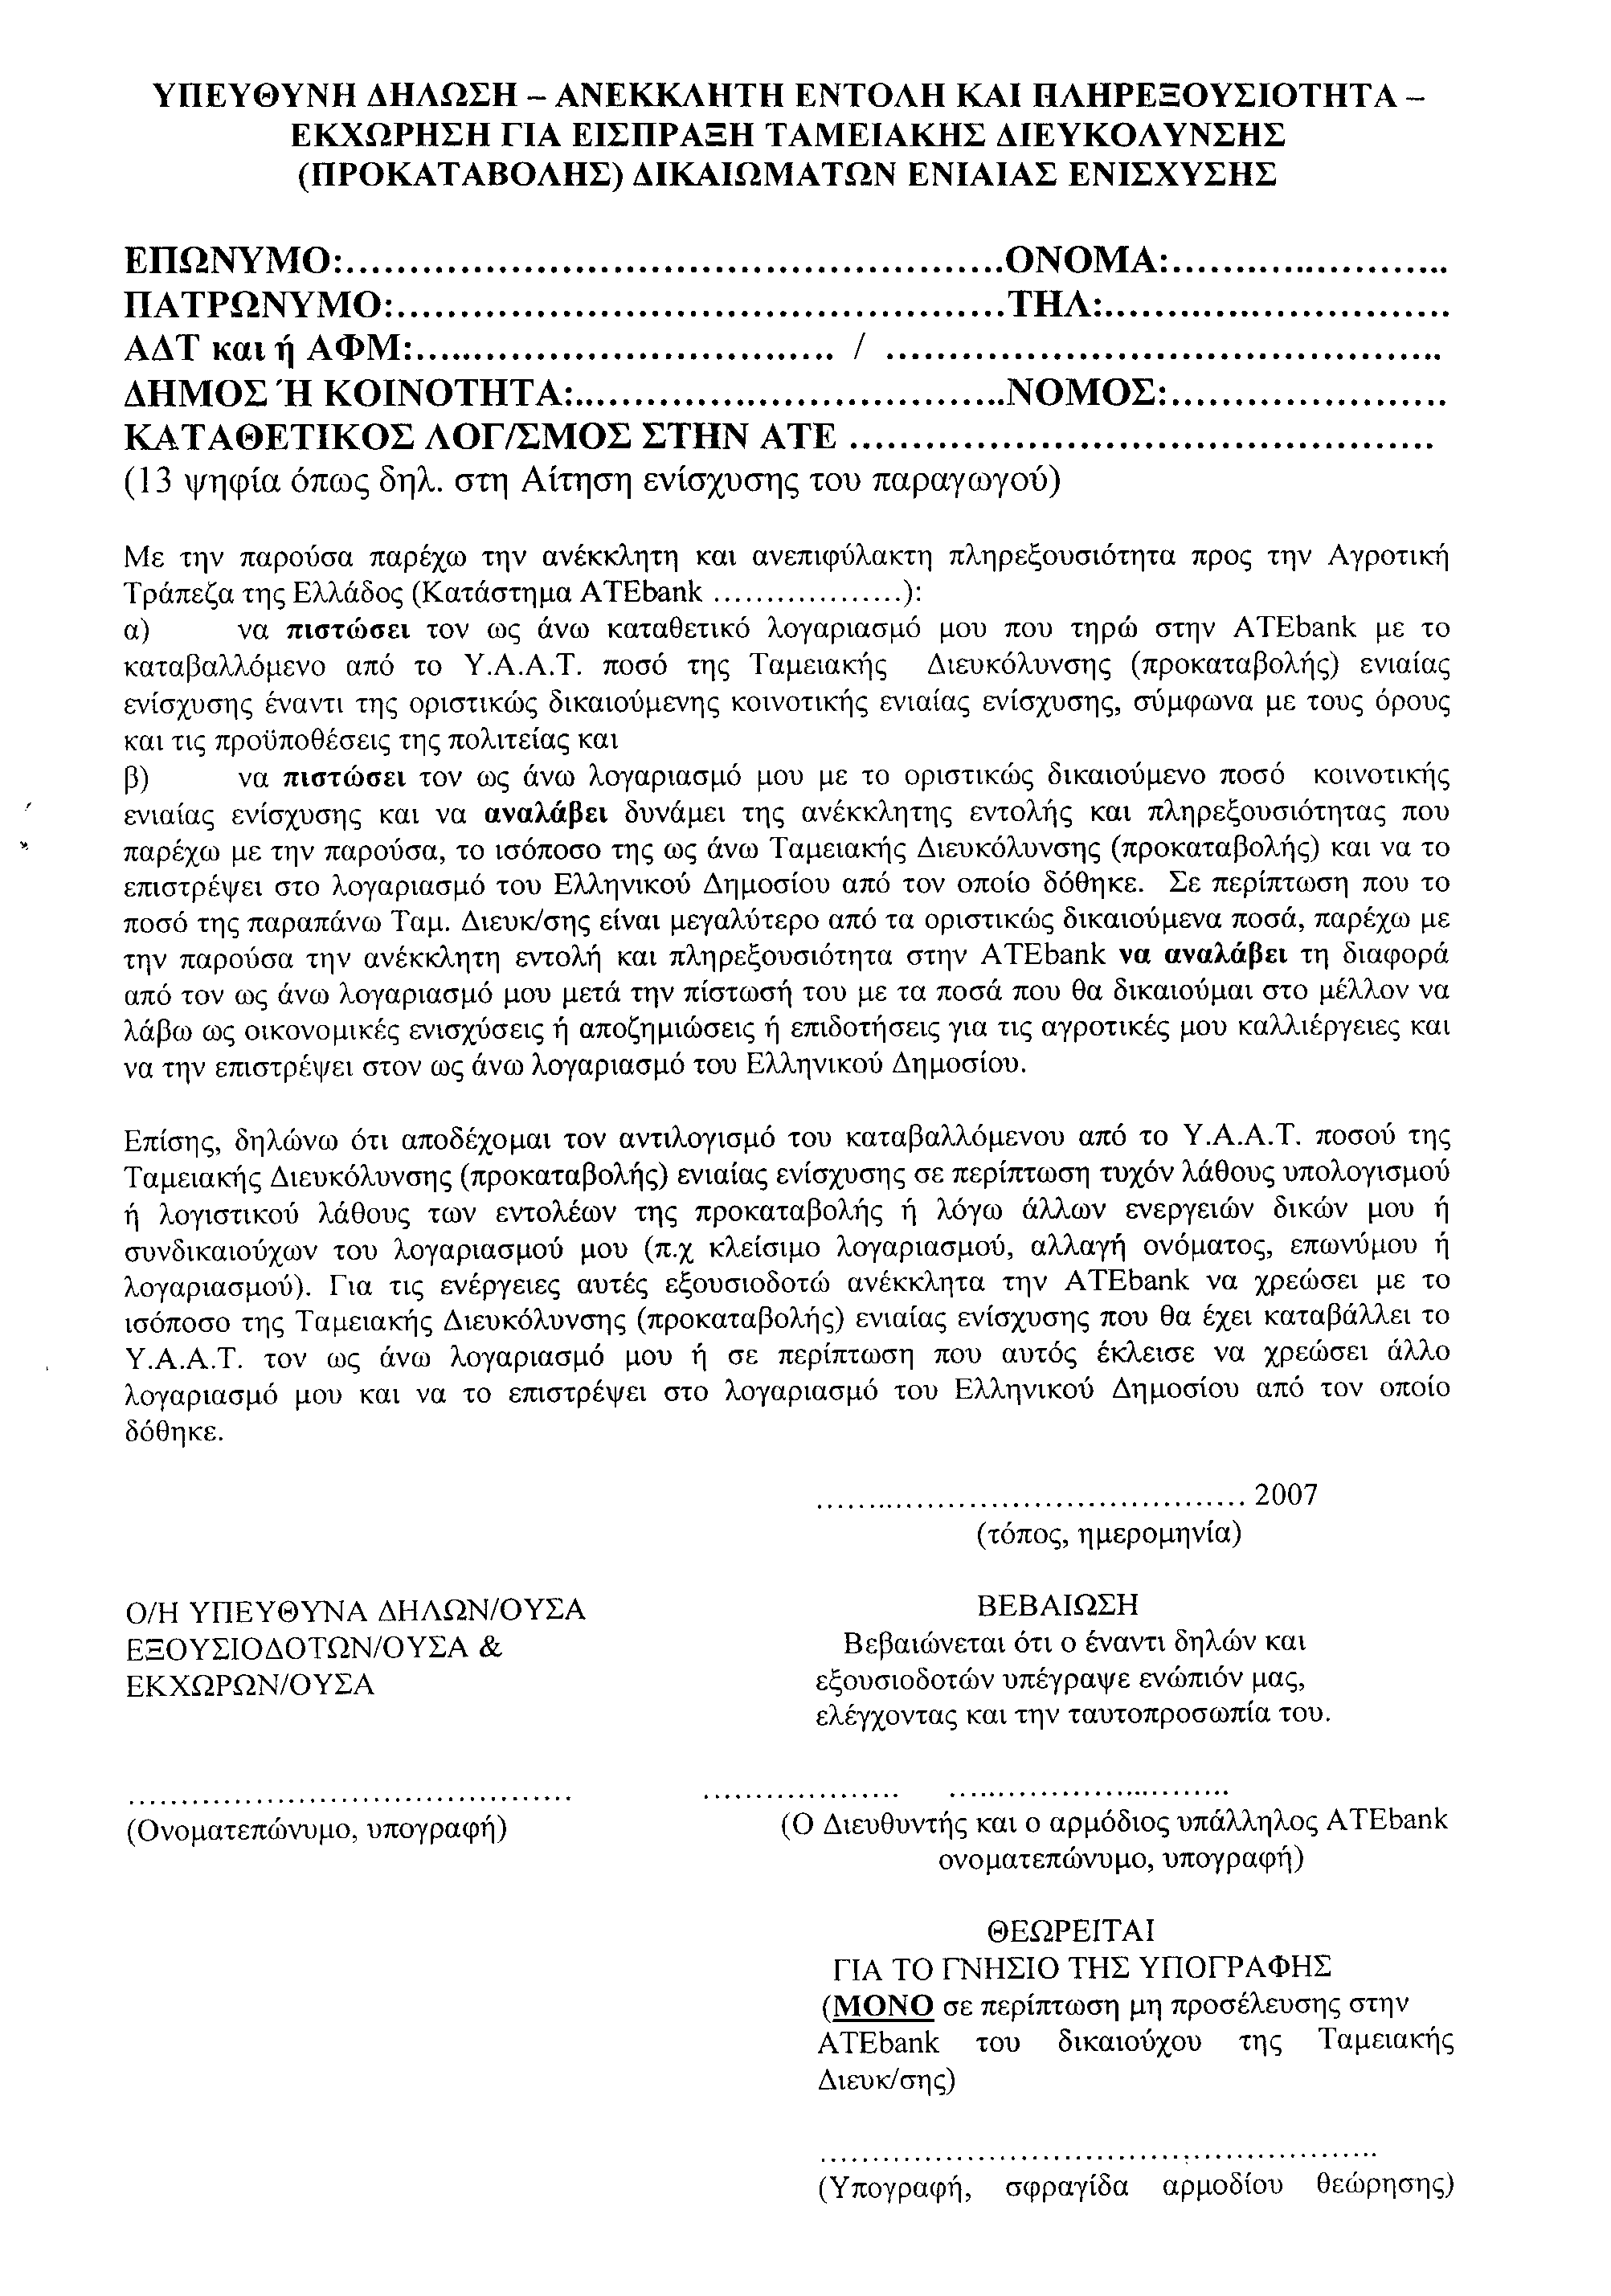 ΥΠΕΥΘΥΝΗ ΔΗΛΩΣΗ – ΑΝΕΚΚΛΗΤΗ ΕΝΤΟΛΗ ΚΑΙ ΠΛΗΡΕΞΟΥΣΙΟΤΗΤΑ –
ΕΚΧΩΡΗΣΗ ΓΙΑ ΕΙΣΠΡΑΞΗ ΤΑΜΕΙΑΚΗΣ ΔΙΕΥΚΟΛΥΝΣΗΣ
(ΠΡΟΚΑΤΑΒΟΛΗΣ) ΔΙΚΑΙΩΜΑΤΩΝ ΕΝΙΑΙΑΣ ΕΝΙΣΧΥΣΗΣ
ΕΠΩΝΥΜΟ:......................................................ΟΝΟΜΑ:.......................
ΠΑΤΡΩΝΥΜΟ:..................................................ΤΗΛ:............................
ΑΔΤ και ή ΑΦΜ:................................... / ..............................................
ΔΗΜΟΣ Ή ΚΟΙΝΟΤΗΤΑ:...................................ΝΟΜΟΣ:.......................
ΚΑΤΑΘΕΤΙΚΟΣ ΛΟΓ/ΣΜΟΣ ΣΤΗΝ ΑΤΕ ................................................
(13 ψηφία όπως δηλ. στη Αίτηση ενίσχυσης του παραγωγού)
Με την παρούσα παρέχω την ανέκκλητη και ανεπιφύλακτη πληρεξουσιότητα προς την Αγροτική
Τράπεζα της Ελλάδος (Κατάστημα ATEbank ...................):
α) να πιστώσει τον ως άνω καταθετικό λογαριασμό μου που τηρώ στην ATEbank με το
καταβαλλόμενο από το Υ.Α.Α.Τ. ποσό της Ταμειακής Διευκόλυνσης (προκαταβολής) ενιαίας
ενίσχυσης έναντι της οριστικώς δικαιούμενης κοινοτικής ενιαίας ενίσχυσης, σύμφωνα με τους όρους
και τις προϋποθέσεις της πολιτείας και
β) να πιστώσει τον ως άνω λογαριασμό μου με το οριστικώς δικαιούμενο ποσό κοινοτικής
ενιαίας ενίσχυσης και να αναλάβει δυνάμει της ανέκκλητης εντολής και πληρεξουσιότητας που
παρέχω με την παρούσα, το ισόποσο της ως άνω Ταμειακής Διευκόλυνσης (προκαταβολής) και να το
επιστρέψει στο λογαριασμό του Ελληνικού Δημοσίου από τον οποίο δόθηκε. Σε περίπτωση που το
ποσό της παραπάνω Ταμ. Διευκ/σης είναι μεγαλύτερο από τα οριστικώς δικαιούμενα ποσά, παρέχω με
την παρούσα την ανέκκλητη εντολή και πληρεξουσιότητα στην ATEbank να αναλάβει τη διαφορά
από τον ως άνω λογαριασμό μου μετά την πίστωσή του με τα ποσά που θα δικαιούμαι στο μέλλον να
λάβω ως οικονομικές ενισχύσεις ή αποζημιώσεις ή επιδοτήσεις για τις αγροτικές μου καλλιέργειες και
να την επιστρέψει στον ως άνω λογαριασμό του Ελληνικού Δημοσίου.
Επίσης, δηλώνω ότι αποδέχομαι τον αντιλογισμό του καταβαλλόμενου από το Υ.Α.Α.Τ. ποσού της
Ταμειακής Διευκόλυνσης (προκαταβολής) ενιαίας ενίσχυσης σε περίπτωση τυχόν λάθους υπολογισμού
ή λογιστικού λάθους των εντολέων της προκαταβολής ή λόγω άλλων ενεργειών δικών μου ή
συνδικαιούχων του λογαριασμού μου (π.χ κλείσιμο λογαριασμού, αλλαγή ονόματος, επωνύμου ή
λογαριασμού). Για τις ενέργειες αυτές εξουσιοδοτώ ανέκκλητα την ATEbank να χρεώσει με το
ισόποσο της Ταμειακής Διευκόλυνσης (προκαταβολής) ενιαίας ενίσχυσης που θα έχει καταβάλλει το
Υ.Α.Α.Τ. τον ως άνω λογαριασμό μου ή σε περίπτωση που αυτός έκλεισε να χρεώσει άλλο
λογαριασμό μου και να το επιστρέψει στο λογαριασμό του Ελληνικού Δημοσίου από τον οποίο
δόθηκε.
.......................................... 2007
(τόπος, ημερομηνία)
Ο/Η ΥΠΕΥΘΥΝΑ ΔΗΛΩΝ/ΟΥΣΑ
ΕΞΟΥΣΙΟΔΟΤΩΝ/ΟΥΣΑ &
ΕΚΧΩΡΩΝ/ΟΥΣΑ
..........................................
(Ονοματεπώνυμο, υπογραφή)
ΒΕΒΑΙΩΣΗ
Βεβαιώνεται ότι ο έναντι δηλών και
εξουσιοδοτών υπέγραψε ενώπιόν μας,
ελέγχοντας και την ταυτοπροσωπία του.
................... ...........................
(Ο Διευθυντής και ο αρμόδιος υπάλληλος ATEbank
ονοματεπώνυμο, υπογραφή)
ΘΕΩΡΕΙΤΑΙ
ΓΙΑ ΤΟ ΓΝΗΣΙΟ ΤΗΣ ΥΠΟΓΡΑΦΗΣ
(ΜΟΝΟ σε περίπτωση μη προσέλευσης στην
ATEbank του δικαιούχου της Ταμειακής
Διευκ/σης)
.....................................................
(Υπογραφή, σφραγίδα αρμοδίου θεώρησης)